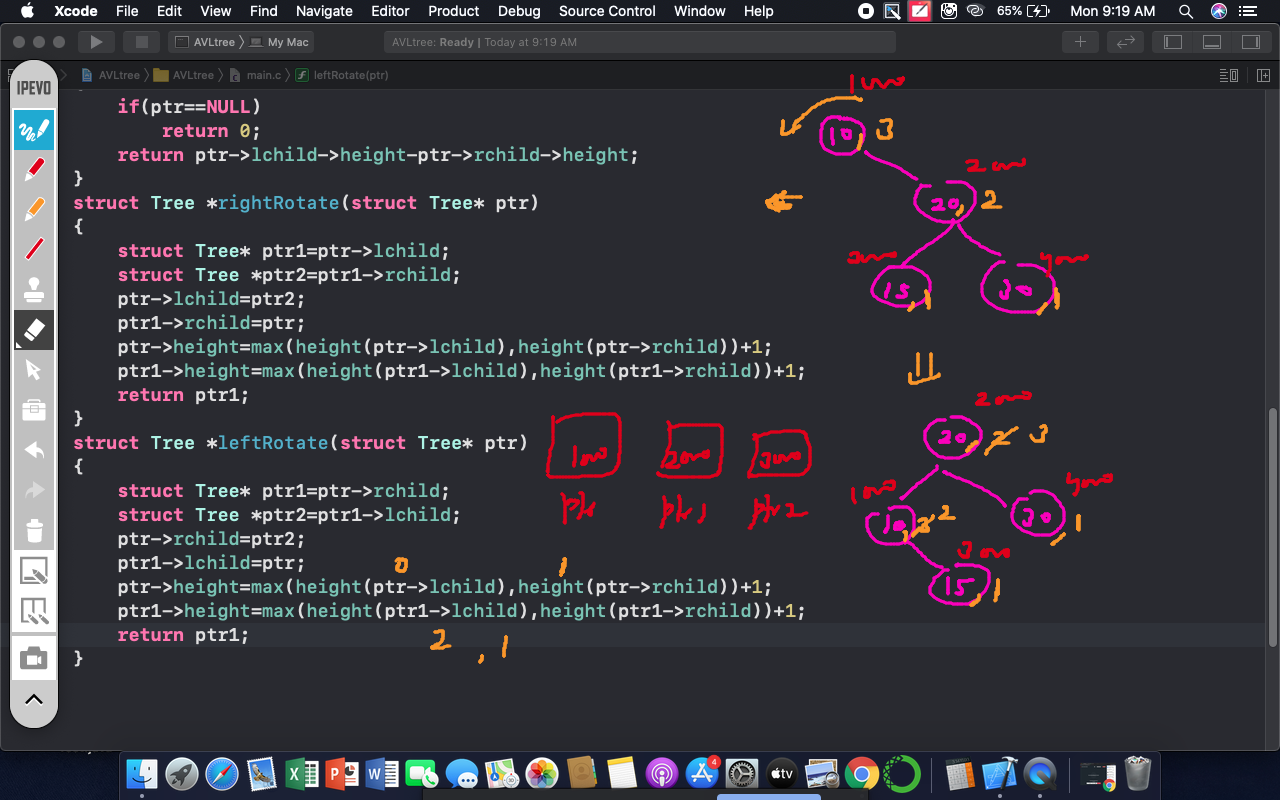 Xcode File Edit View Find Navigate Editor Product Debug Source Control Window Help 65% Mon 9:19 AM
AVLtree My Mac AVLtree: Ready | Today at 9:19 AM
AVLtree AVLtree main.c leftRotate(ptr)
IPEVO
if(ptr==NULL)
return 0;
return ptr->lchild->height-ptr->rchild->height;
}
struct Tree *rightRotate(struct Tree* ptr)
{
struct Tree* ptr1=ptr->lchild;
struct Tree *ptr2=ptr1->rchild;
ptr->lchild=ptr2;
ptr1->rchild=ptr;
ptr->height=max(height(ptr->lchild),height(ptr->rchild))+1;
ptr1->height=max(height(ptr1->lchild),height(ptr1->rchild))+1;
return ptr1;
}
struct Tree *leftRotate(struct Tree* ptr)
{
struct Tree* ptr1=ptr->rchild;
struct Tree *ptr2=ptr1->lchild;
ptr->rchild=ptr2;
ptr1->lchild=ptr;
ptr->height=max(height(ptr->lchild),height(ptr->rchild))+1;
ptr1->height=max(height(ptr1->lchild),height(ptr1->rchild))+1;
return ptr1;
}
0 1
2 , 1
1000 2000 3000
ptr ptr1 ptr2
1000
10, 3
2000
20, 2
3000 4000
15, 1 30, 1
2000
20, 2 3
1000 4000
10, 3 2 30, 1
3000
15, 1
4
tv